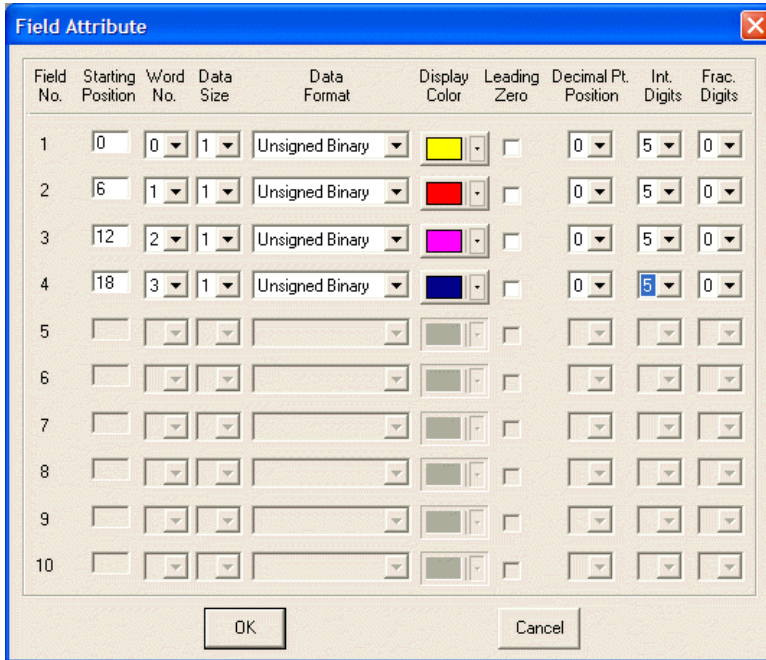 Field Attribute
Field No. Starting Position Word No. Data Size Data Format Display Color Leading Zero Decimal Pt. Position Int. Digits Frac. Digits
1 0 0 1 Unsigned Binary 0 5 0
2 6 1 1 Unsigned Binary 0 5 0
3 12 2 1 Unsigned Binary 0 5 0
4 18 3 1 Unsigned Binary 0 5 0
5
6
7
8
9
10
OK Cancel